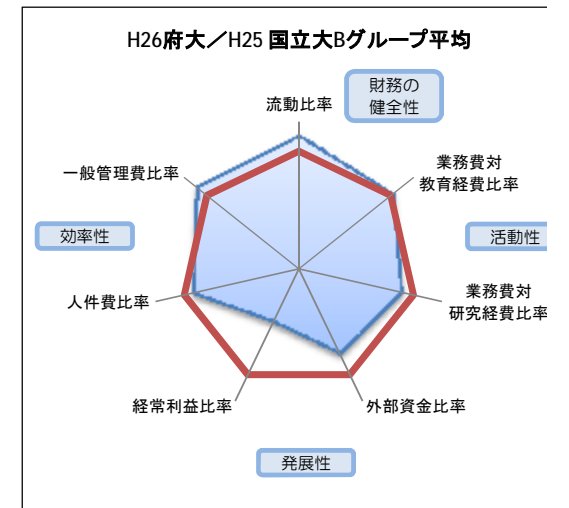 H26府大／H25 国立大Bグループ平均
財務の
健全性
流動比率
一般管理費比率
業務費対
教育経費比率
効率性
活動性
人件費比率
業務費対
研究経費比率
経常利益比率
外部資金比率
発展性